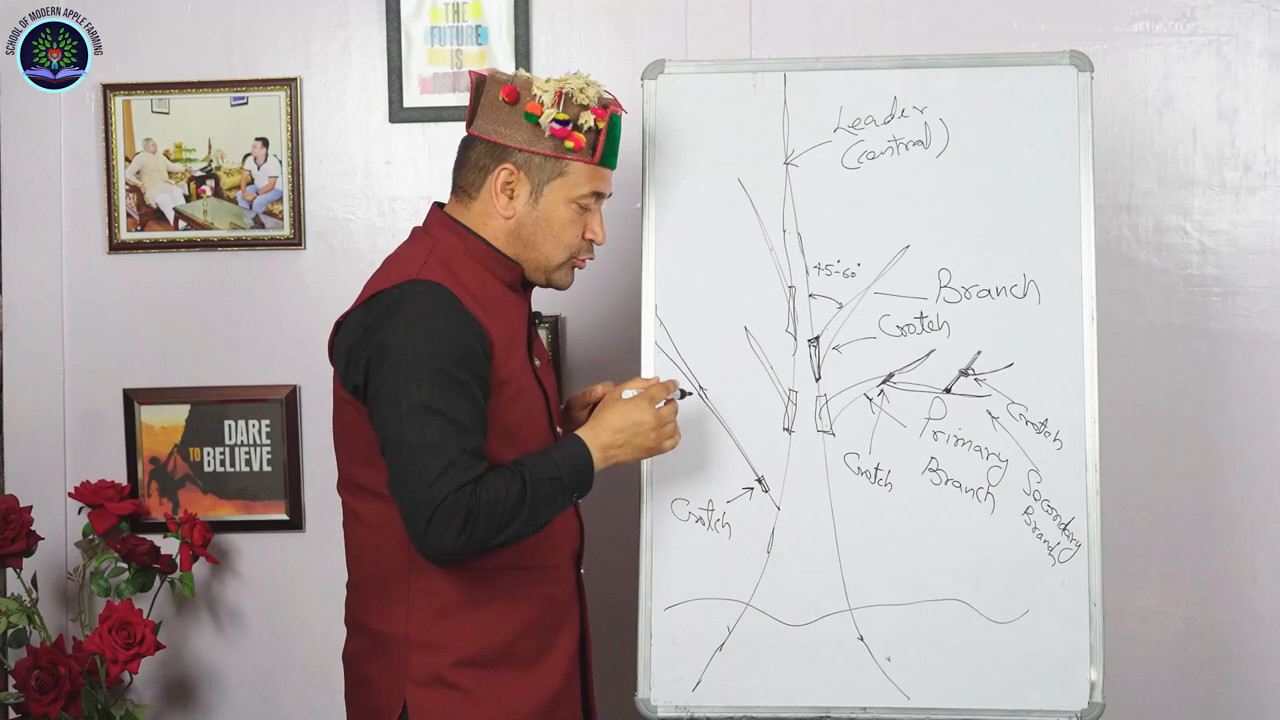 SCHOOL OF MODERN APPLE FARMING
THE
FUTURE
IS
DARE
TO BELIEVE
Leader
(central)
45°-60°
Branch
Crotch
Crotch
Primary
Branch
Crotch
Secondary
Branch
Crotch